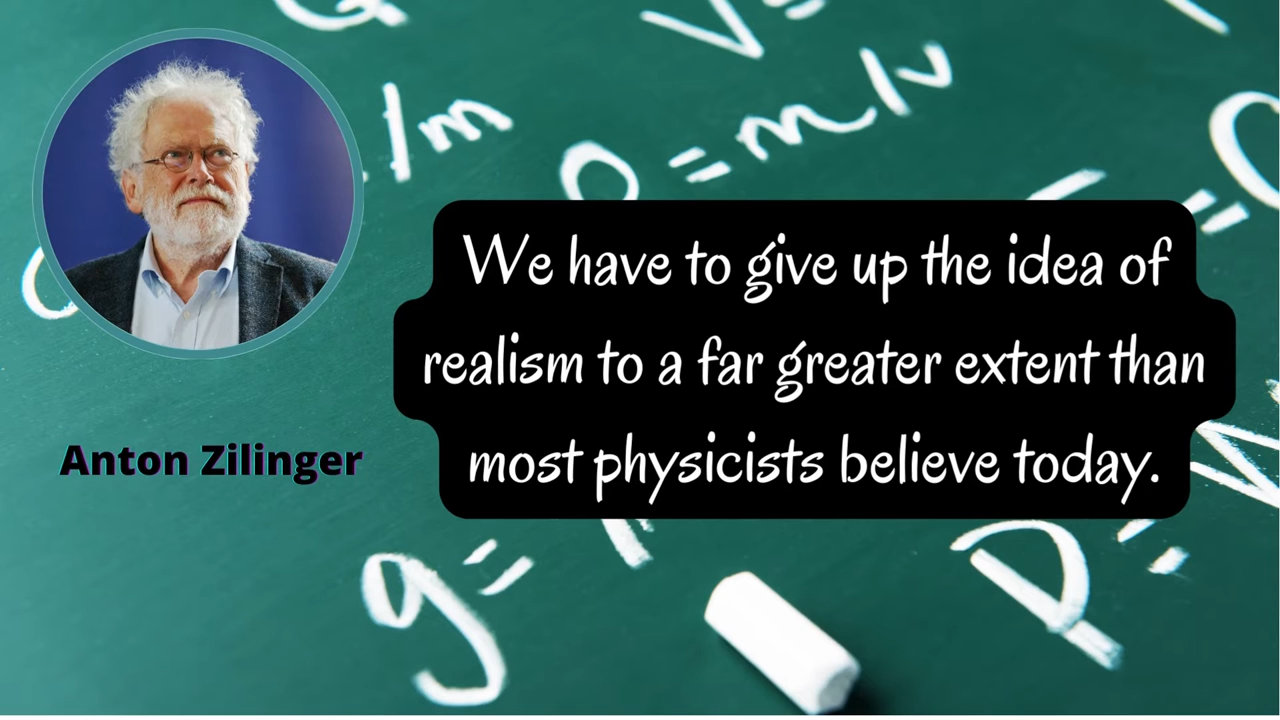 Q
V=
/m
ρ=m/v
Anton Zilinger
We have to give up the idea of
realism to a far greater extent than
most physicists believe today.
g=
P=